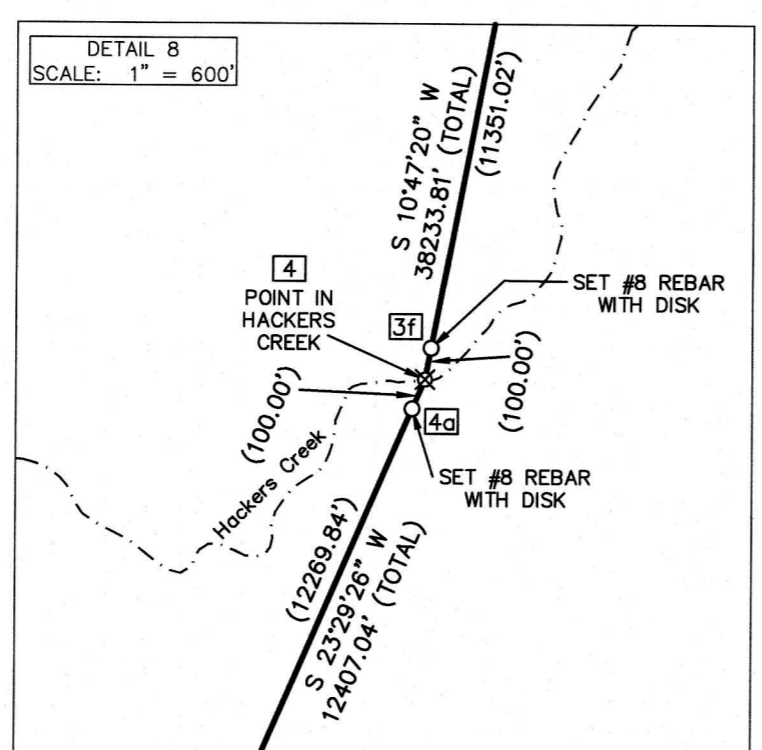 DETAIL 8
SCALE: 1" = 600'
S 10°47'20" W
38233.81' (TOTAL)
(11351.02')
4
POINT IN
HACKERS
CREEK
3f
SET #8 REBAR
WITH DISK
(100.00')
(100.00')
4a
SET #8 REBAR
WITH DISK
Hackers Creek
(12269.84')
S 23°29'26" W
12407.04' (TOTAL)